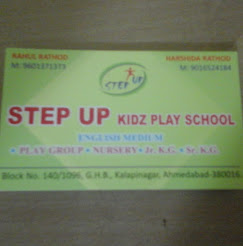 RAHUL RATHOD
M: 9601371373
HARSHIDA RATHOD
M: 9016524184
STEP UP
STEP UP KIDZ PLAY SCHOOL
ENGLISH MEDIUM
• PLAY GROUP • NURSERY • Jr. K.G. • Sr. K.G.
Block No. 140/1096, G.H.B., Kalapinagar, Ahmedabad-380016.